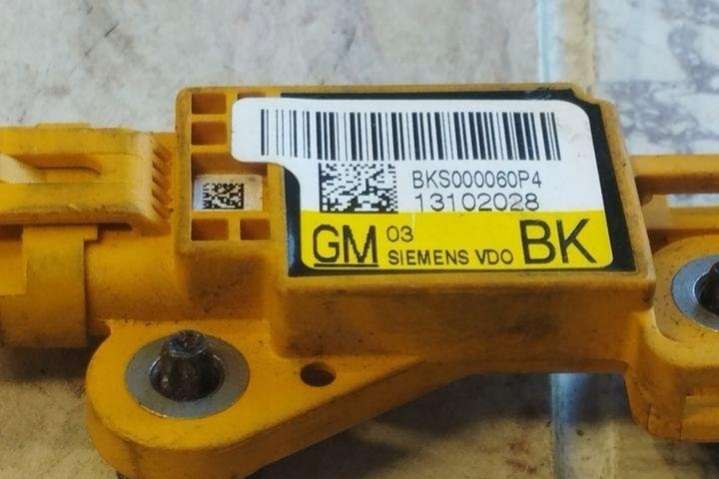 BKS000060P4
13102028
GM 03 BK
SIEMENS VDO